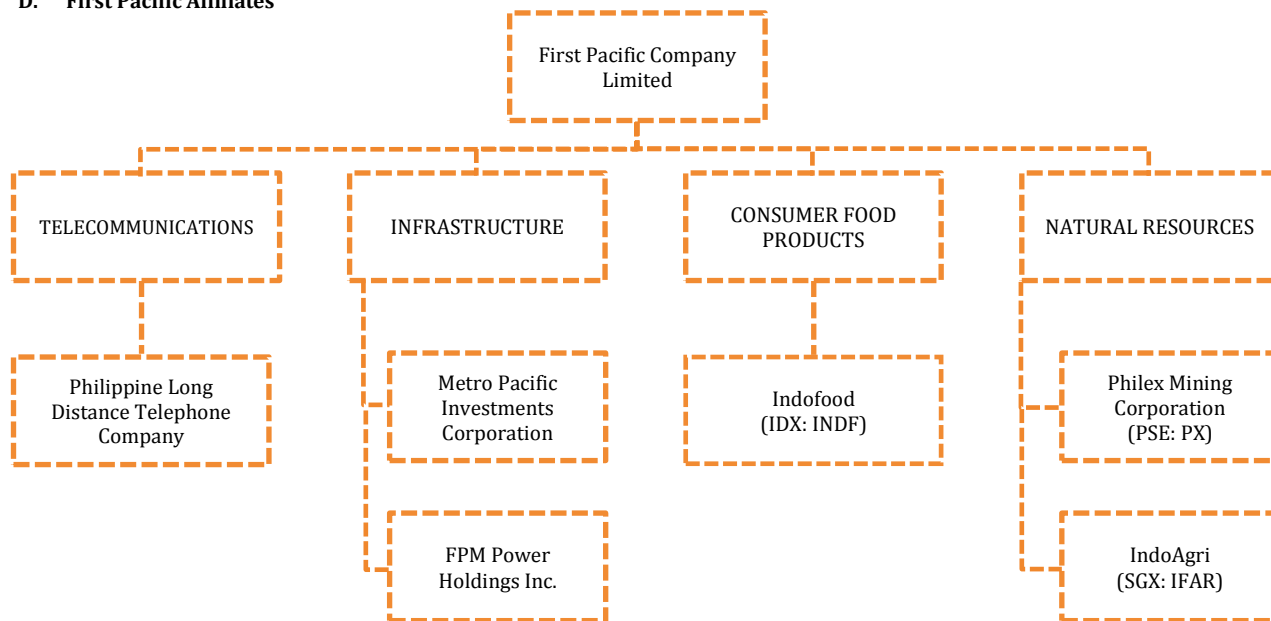 D. First Pacific Affiliates
First Pacific Company
Limited
TELECOMMUNICATIONS
INFRASTRUCTURE
CONSUMER FOOD
PRODUCTS
NATURAL RESOURCES
Philippine Long
Distance Telephone
Company
Metro Pacific
Investments
Corporation
Indofood
(IDX: INDF)
Philex Mining
Corporation
(PSE: PX)
FPM Power
Holdings Inc.
IndoAgri
(SGX: IFAR)